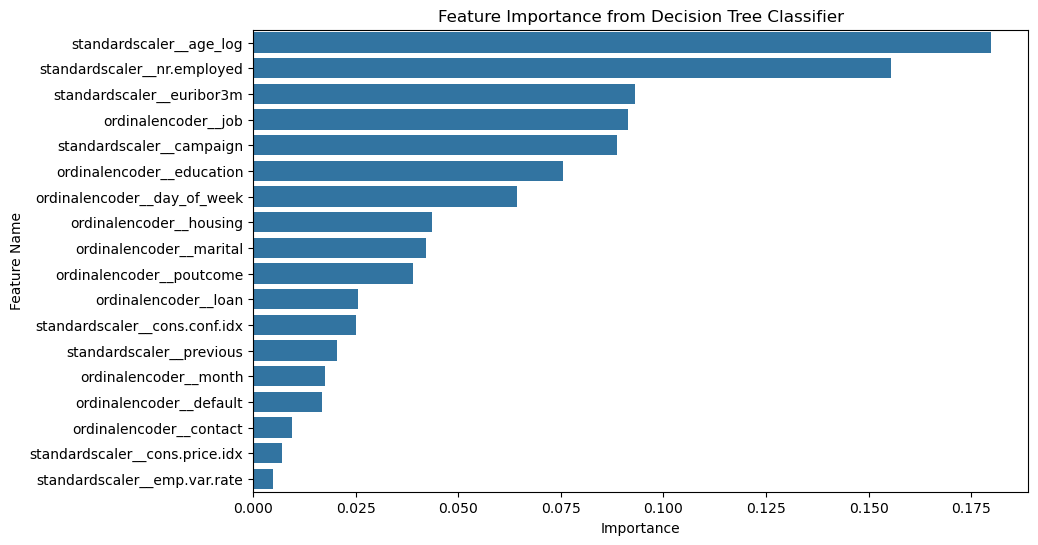 Feature Importance from Decision Tree Classifier
Feature Name
standardscaler__age_log
standardscaler__nr.employed
standardscaler__euribor3m
ordinalencoder__job
standardscaler__campaign
ordinalencoder__education
ordinalencoder__day_of_week
ordinalencoder__housing
ordinalencoder__marital
ordinalencoder__poutcome
ordinalencoder__loan
standardscaler__cons.conf.idx
standardscaler__previous
ordinalencoder__month
ordinalencoder__default
ordinalencoder__contact
standardscaler__cons.price.idx
standardscaler__emp.var.rate
0.000 0.025 0.050 0.075 0.100 0.125 0.150 0.175
Importance